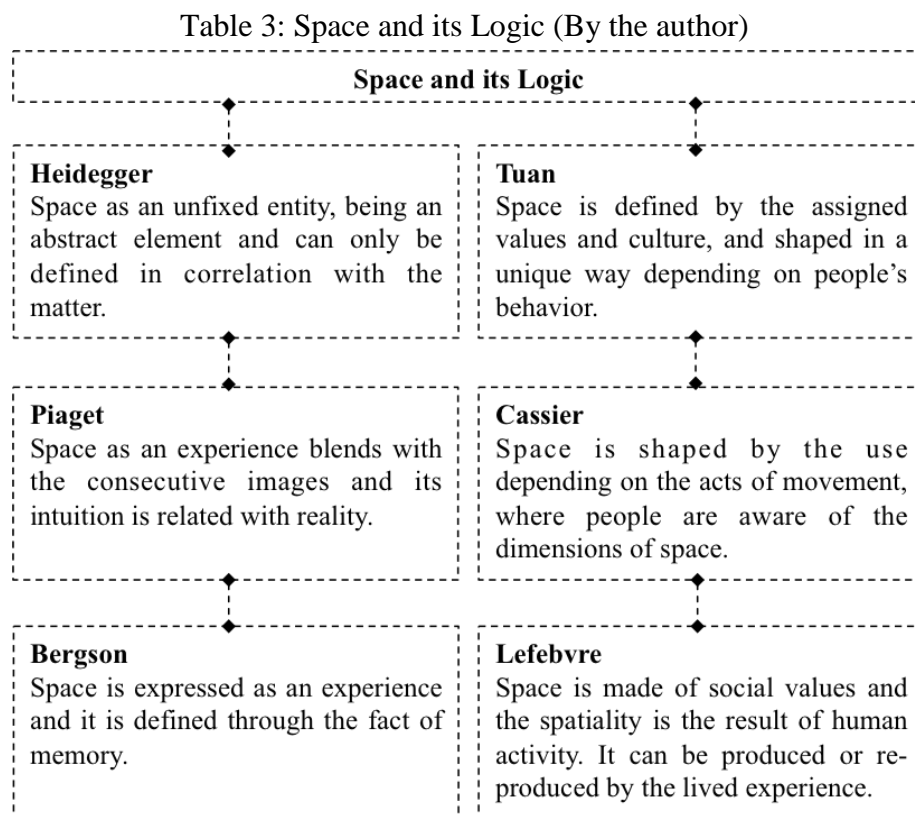 Table 3: Space and its Logic (By the author)
Space and its Logic
Heidegger
Space as an unfixed entity, being an
abstract element and can only be
defined in correlation with the
matter.
Tuan
Space is defined by the assigned
values and culture, and shaped in a
unique way depending on people’s
behavior.
Piaget
Space as an experience blends with
the consecutive images and its
intuition is related with reality.
Cassier
Space is shaped by the use
depending on the acts of movement,
where people are aware of the
dimensions of space.
Bergson
Space is expressed as an experience
and it is defined through the fact of
memory.
Lefebvre
Space is made of social values and
the spatiality is the result of human
activity. It can be produced or re-
produced by the lived experience.